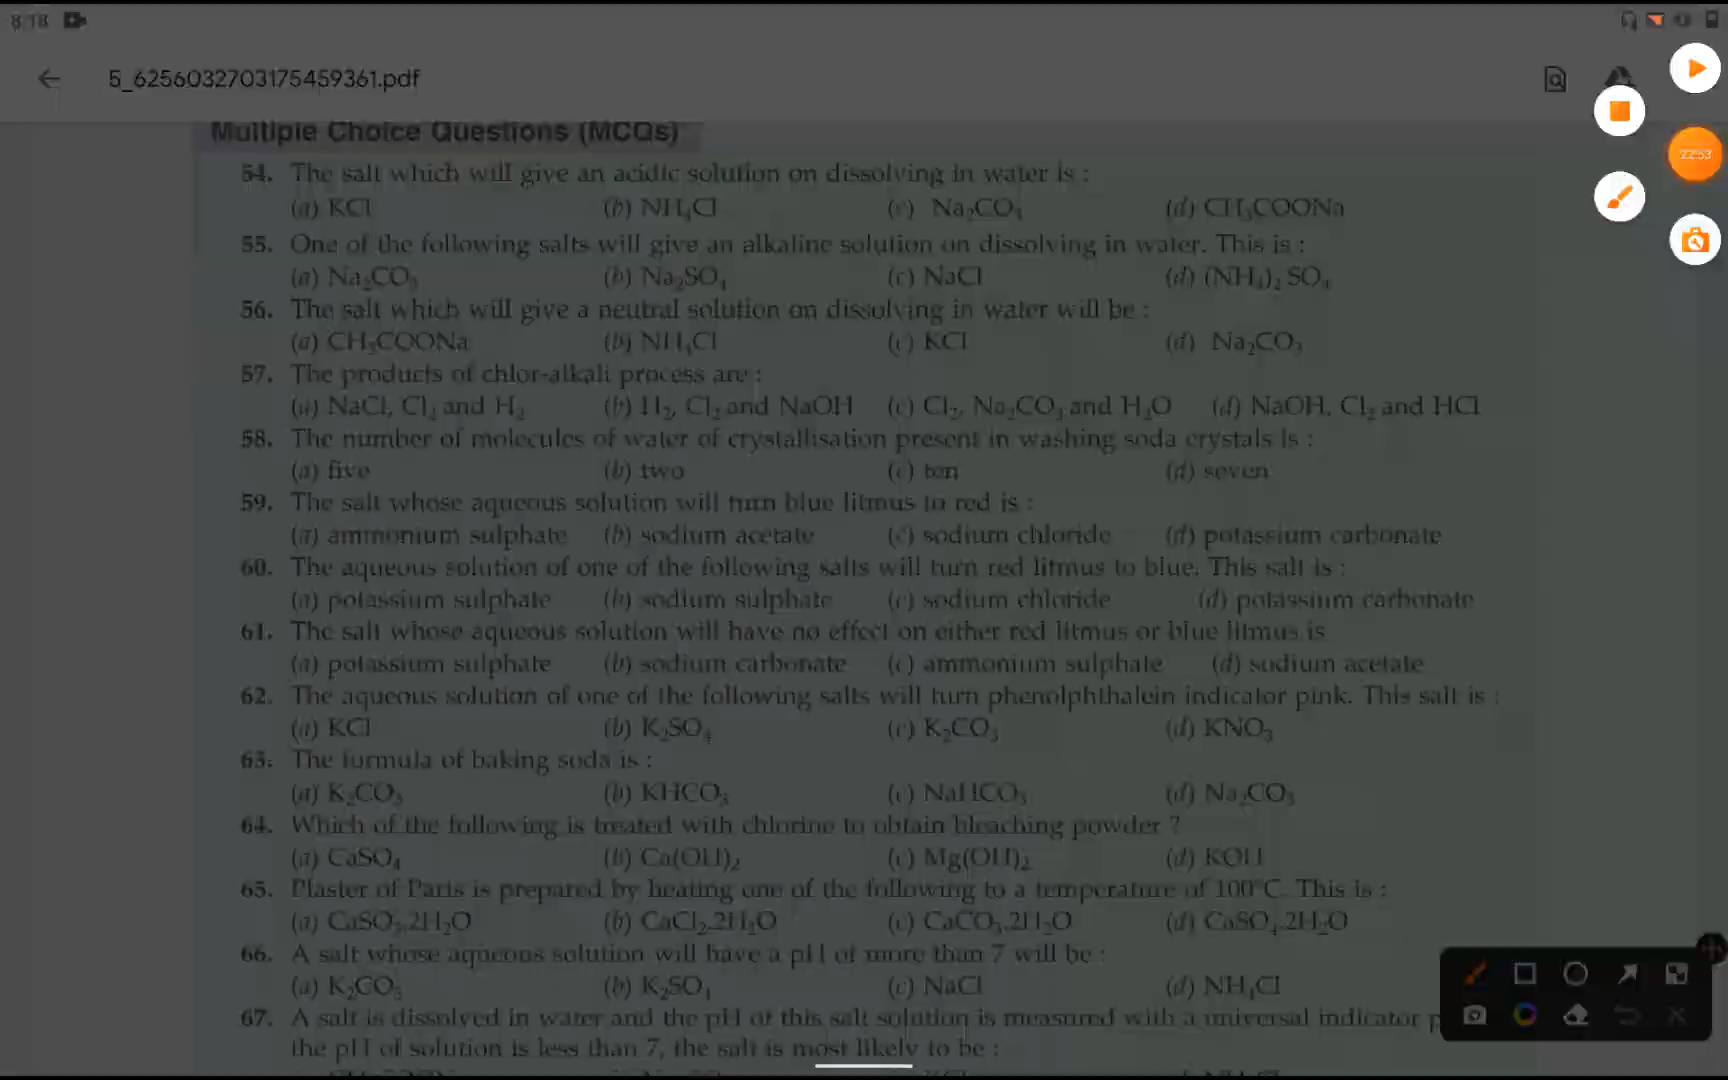 8:18
5_6256032703175459361.pdf
22:53
Multiple Choice Questions (MCQs)
54. The salt which will give an acidic solution on dissolving in water is :
(a) KCl (b) NH₄Cl (c) Na₂CO₃ (d) CH₃COONa
55. One of the following salts will give an alkaline solution on dissolving in water. This is :
(a) Na₂CO₃ (b) Na₂SO₄ (c) NaCl (d) (NH₄)₂ SO₄
56. The salt which will give a neutral solution on dissolving in water will be :
(a) CH₃COONa (b) NH₄Cl (c) KCl (d) Na₂CO₃
57. The products of chlor-alkali process are :
(a) NaCl, Cl₂ and H₂ (b) H₂, Cl₂ and NaOH (c) Cl₂, Na₂CO₃ and H₂O (d) NaOH, Cl₂ and HCl
58. The number of molecules of water of crystallisation present in washing soda crystals is :
(a) five (b) two (c) ten (d) seven
59. The salt whose aqueous solution will turn blue litmus to red is :
(a) ammonium sulphate (b) sodium acetate (c) sodium chloride (d) potassium carbonate
60. The aqueous solution of one of the following salts will turn red litmus to blue. This salt is :
(a) potassium sulphate (b) sodium sulphate (c) sodium chloride (d) potassium carbonate
61. The salt whose aqueous solution will have no effect on either red litmus or blue litmus is
(a) potassium sulphate (b) sodium carbonate (c) ammonium sulphate (d) sodium acetate
62. The aqueous solution of one of the following salts will turn phenolphthalein indicator pink. This salt is :
(a) KCl (b) K₂SO₄ (c) K₂CO₃ (d) KNO₃
63. The formula of baking soda is :
(a) K₂CO₃ (b) KHCO₃ (c) NaHCO₃ (d) Na₂CO₃
64. Which of the following is treated with chlorine to obtain bleaching powder ?
(a) CaSO₄ (b) Ca(OH)₂ (c) Mg(OH)₂ (d) KOH
65. Plaster of Paris is prepared by heating one of the following to a temperature of 100°C. This is :
(a) CaSO₃.2H₂O (b) CaCl₂.2H₂O (c) CaCO₃.2H₂O (d) CaSO₄.2H₂O
66. A salt whose aqueous solution will have a pH of more than 7 will be :
(a) K₂CO₃ (b) K₂SO₄ (c) NaCl (d) NH₄Cl
67. A salt is dissolved in water and the pH of this salt solution is measured with a universal indicator
the pH of solution is less than 7, the salt is most likely to be :